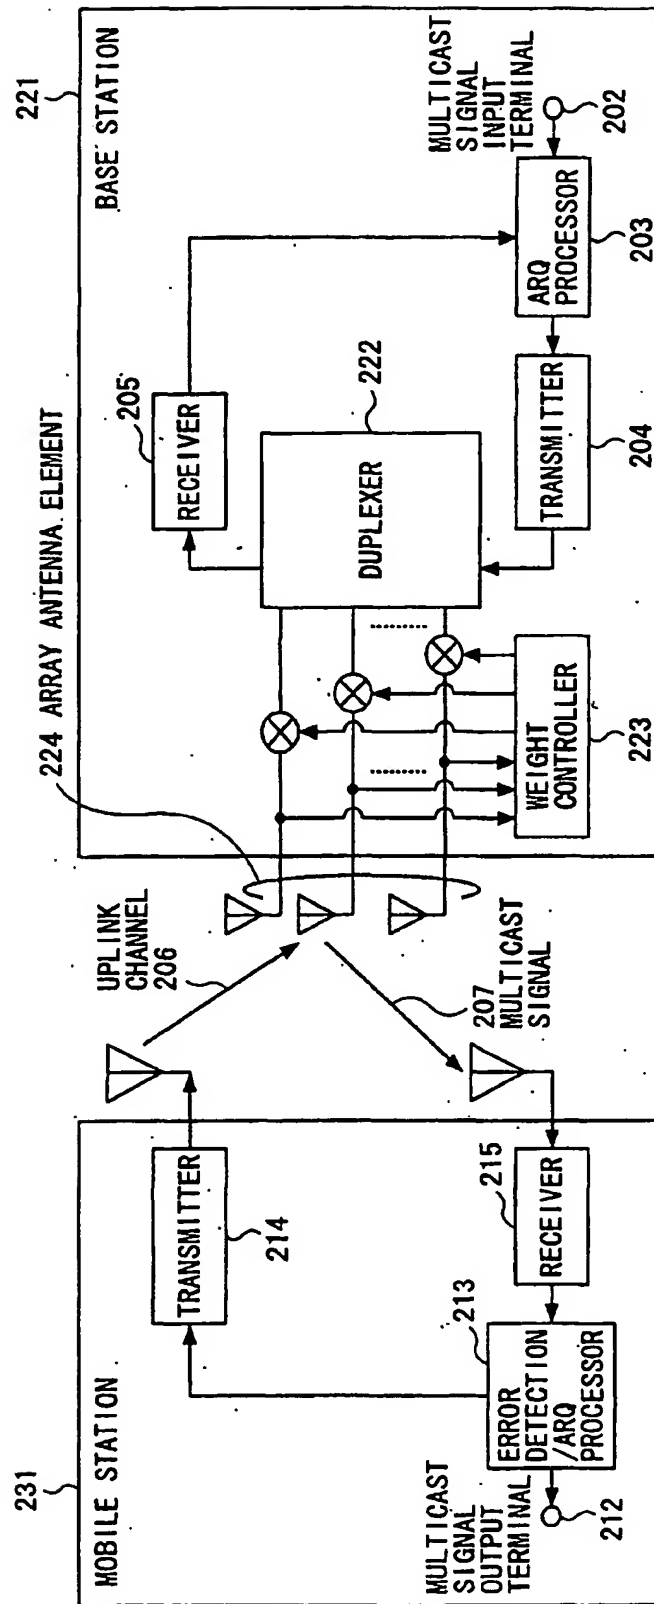 231
MOBILE STATION
TRANSMITTER
214
215
RECEIVER
213
ERROR
DETECTION
/ARQ
PROCESSOR
MULTICAST
SIGNAL
OUTPUT
TERMINAL
212
UPLINK
CHANNEL
206
207
MULTICAST
SIGNAL
224 ARRAY ANTENNA ELEMENT
221
BASE STATION
205
RECEIVER
222
DUPLEXER
WEIGHT
CONTROLLER
223
TRANSMITTER
204
ARQ
PROCESSOR
203
MULTICAST
SIGNAL
INPUT
TERMINAL
202